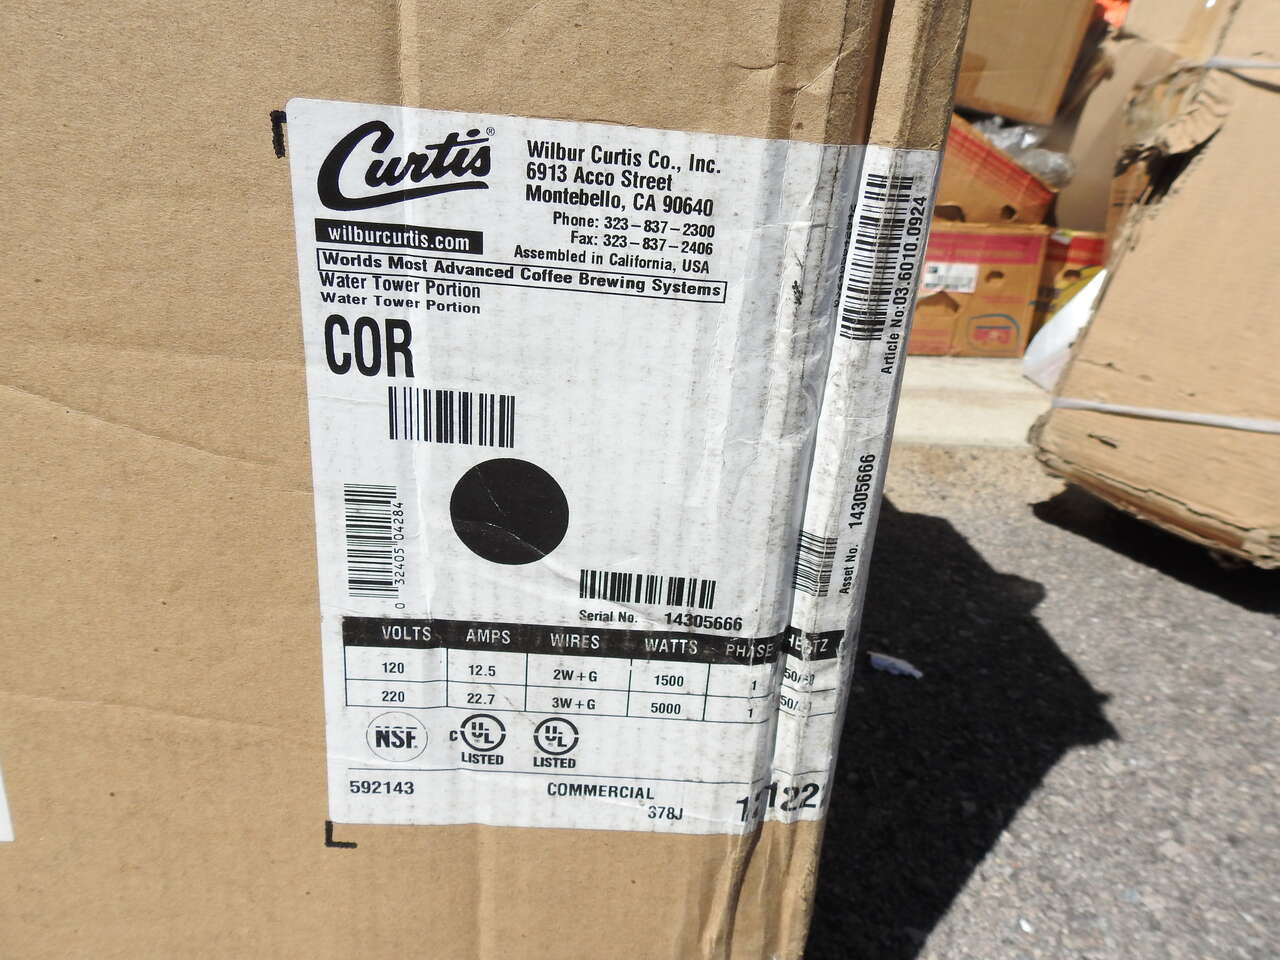 Curtis®
wilburcurtis.com
Wilbur Curtis Co., Inc.
6913 Acco Street
Montebello, CA 90640
Phone: 323-837-2300
Fax: 323-837-2406
Assembled in California, USA
Worlds Most Advanced Coffee Brewing Systems
Water Tower Portion
Water Tower Portion
COR
0 32405 04284
Serial No. 14305666
VOLTS AMPS WIRES WATTS PHASE HERTZ
120 12.5 2W+G 1500 1
220 22.7 3W+G 5000 1
NSF.
C UL LISTED
UL LISTED
592143 COMMERCIAL
378J
Article No:03.6010.0924
Asset No. 14305666